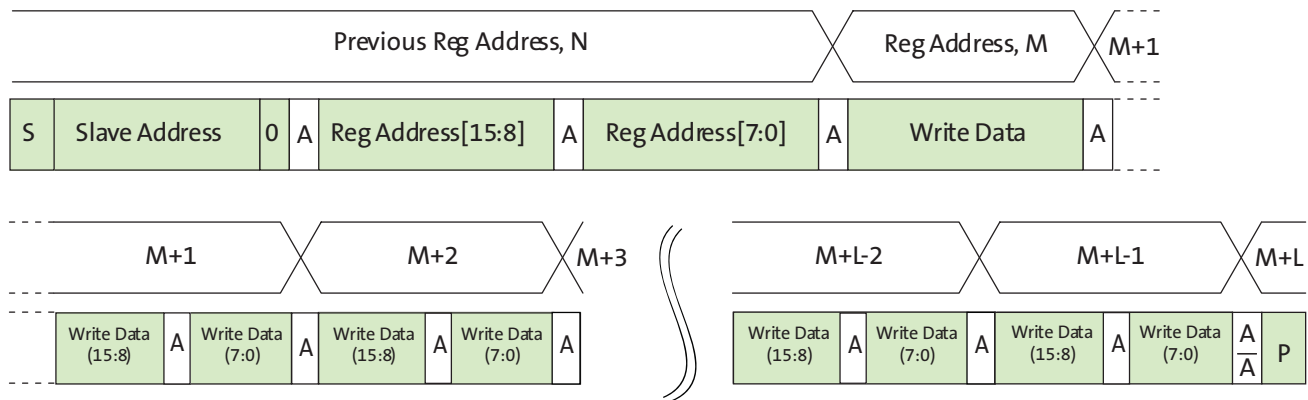 Previous Reg Address, N Reg Address, M M+1
S Slave Address 0 A Reg Address[15:8] A Reg Address[7:0] A Write Data A
M+1 M+2 M+3 M+L-2 M+L-1 M+L
Write Data (15:8) A Write Data (7:0) A Write Data (15:8) A Write Data (7:0) A Write Data (15:8) A Write Data (7:0) A Write Data (15:8) A Write Data (7:0) A/A̅ P